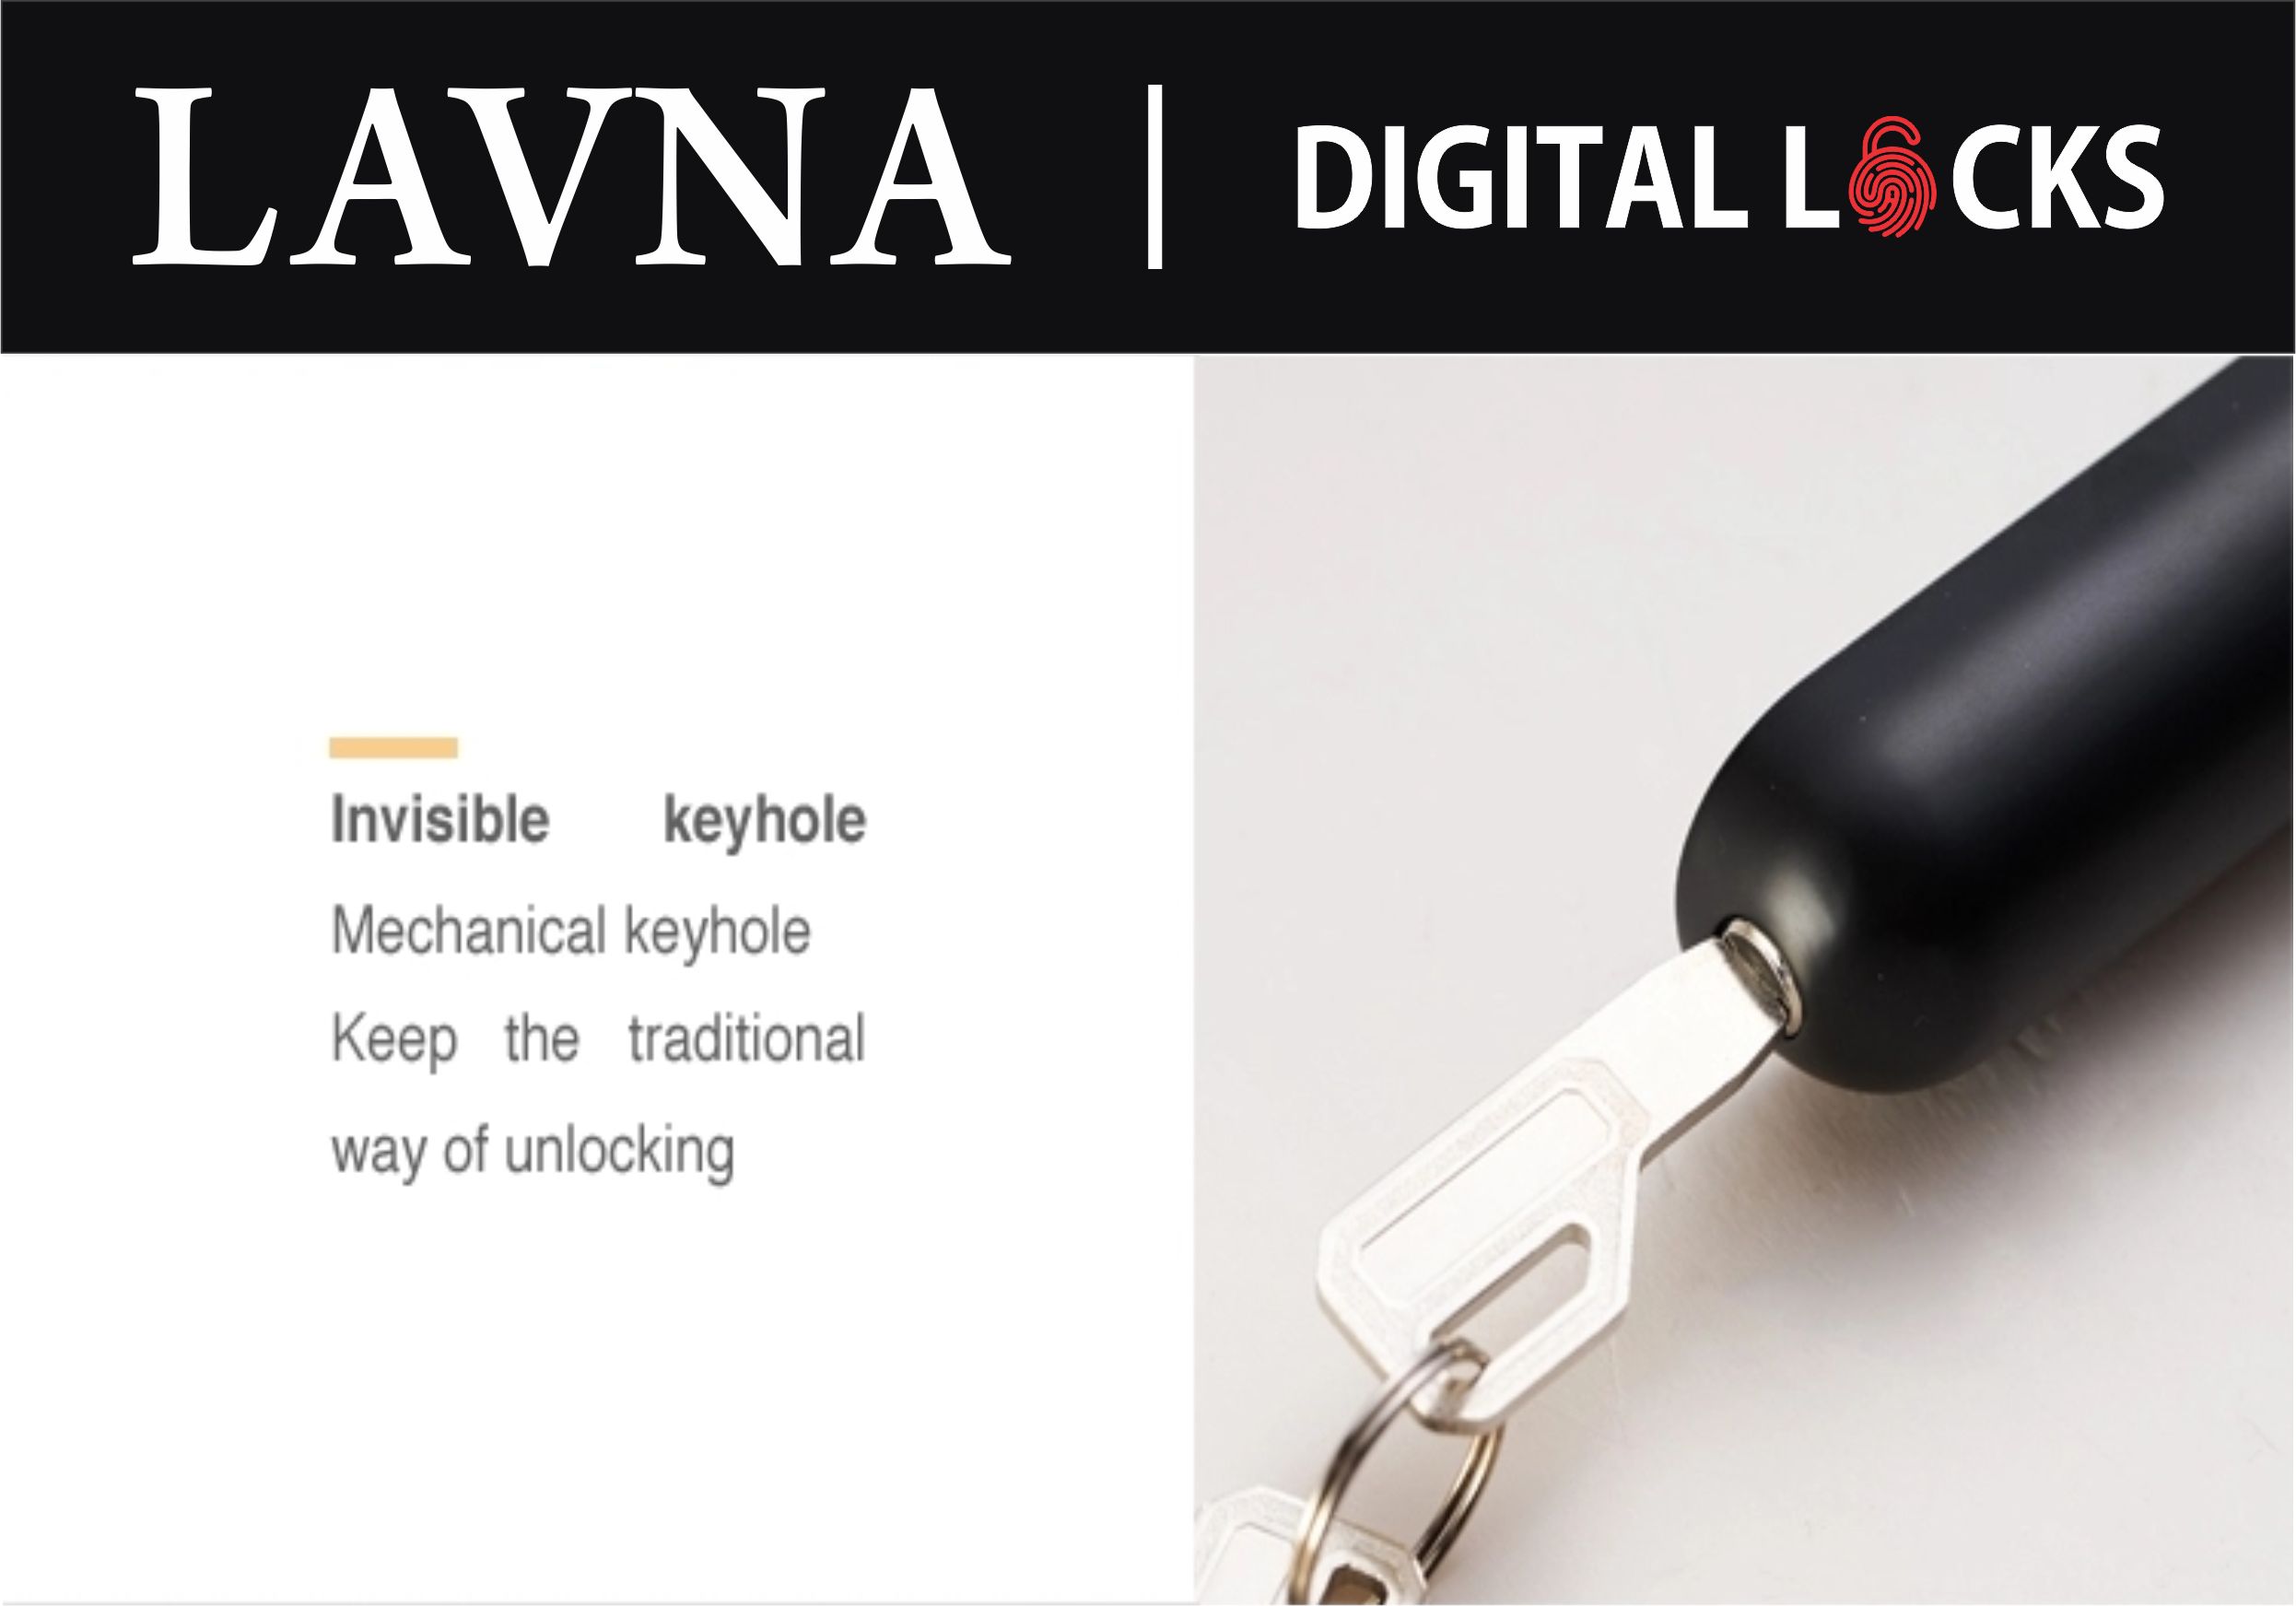 LAVNA | DIGITAL LOCKS
Invisible keyhole
Mechanical keyhole
Keep the traditional
way of unlocking